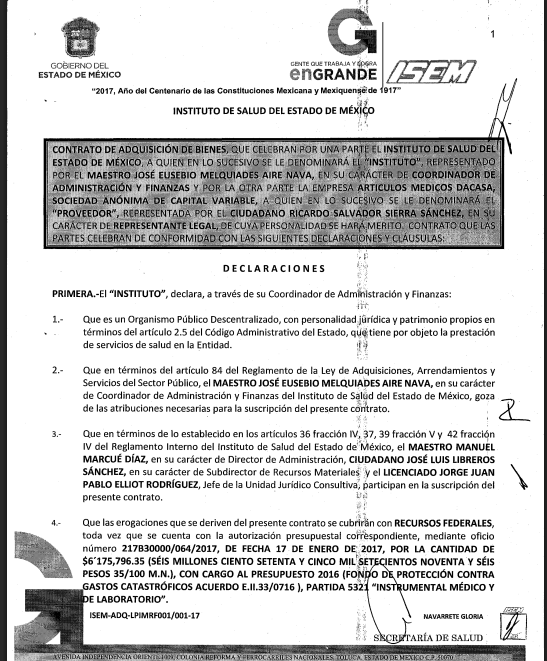 1
GOBIERNO DEL
ESTADO DE MÉXICO
GENTE QUE TRABAJA Y LOGRA
enGRANDE
ISEM
"2017, Año del Centenario de las Constituciones Mexicana y Mexiquense de 1917"
INSTITUTO DE SALUD DEL ESTADO DE MÉXICO
CONTRATO DE ADQUISICIÓN DE BIENES, QUE CELEBRAN POR UNA PARTE EL INSTITUTO DE SALUD DEL
ESTADO DE MÉXICO, A QUIEN EN LO SUCESIVO SE LE DENOMINARÁ EL "INSTITUTO", REPRESENTADO
POR EL MAESTRO JOSÉ EUSEBIO MELQUIADES AIRE NAVA, EN SU CARÁCTER DE COORDINADOR DE
ADMINISTRACIÓN Y FINANZAS Y POR LA OTRA PARTE LA EMPRESA ARTICULOS MEDICOS DACASA,
SOCIEDAD ANÓNIMA DE CAPITAL VARIABLE, A QUIEN EN LO SUCESIVO SE LE DENOMINARÁ EL
"PROVEEDOR", REPRESENTADA POR EL CIUDADANO RICARDO SALVADOR SIERRA SÁNCHEZ, EN SU
CARÁCTER DE REPRESENTANTE LEGAL, DE CUYA PERSONALIDAD SE HARÁ MERITO. CONTRATO QUE LAS
PARTES CELEBRAN DE CONFORMIDAD CON LAS SIGUIENTES DECLARACIONES Y CLÁUSULAS:
DECLARACIONES
PRIMERA.-El "INSTITUTO", declara, a través de su Coordinador de Administración y Finanzas:
1.- Que es un Organismo Público Descentralizado, con personalidad jurídica y patrimonio propios en
términos del artículo 2.5 del Código Administrativo del Estado, que tiene por objeto la prestación
de servicios de salud en la Entidad.
2.- Que en términos del artículo 84 del Reglamento de la Ley de Adquisiciones, Arrendamientos y
Servicios del Sector Público, el MAESTRO JOSÉ EUSEBIO MELQUIADES AIRE NAVA, en su carácter
de Coordinador de Administración y Finanzas del Instituto de Salud del Estado de México, goza
de las atribuciones necesarias para la suscripción del presente contrato.
3.- Que en términos de lo establecido en los artículos 36 fracción IV, 37, 39 fracción V y 42 fracción
IV del Reglamento Interno del Instituto de Salud del Estado de México, el MAESTRO MANUEL
MARCUÉ DÍAZ, en su carácter de Director de Administración, CIUDADANO JOSÉ LUIS LIBREROS
SÁNCHEZ, en su carácter de Subdirector de Recursos Materiales y el LICENCIADO JORGE JUAN
PABLO ELLIOT RODRÍGUEZ, Jefe de la Unidad Jurídico Consultiva, participan en la suscripción del
presente contrato.
4.- Que las erogaciones que se deriven del presente contrato se cubrirán con RECURSOS FEDERALES,
toda vez que se cuenta con la autorización presupuestal correspondiente, mediante oficio
número 217B30000/064/2017, DE FECHA 17 DE ENERO DE 2017, POR LA CANTIDAD DE
$6´175,796.35 (SÉIS MILLONES CIENTO SETENTA Y CINCO MIL SETECIENTOS NOVENTA Y SÉIS
PESOS 35/100 M.N.), CON CARGO AL PRESUPUESTO 2016 (FONDO DE PROTECCIÓN CONTRA
GASTOS CATASTRÓFICOS ACUERDO E.II.33/0716 ), PARTIDA 5321 "INSTRUMENTAL MÉDICO Y
DE LABORATORIO".
ISEM-ADQ-LPIMRF001/001-17
NAVARRETE GLORIA
ISEM
SECRETARÍA DE SALUD
AVENIDA INDEPENDENCIA ORIENTE 1009, COLONIA REFORMA Y FERROCARRILES NACIONALES, TOLUCA, ESTADO DE MÉXICO C.P. 50070